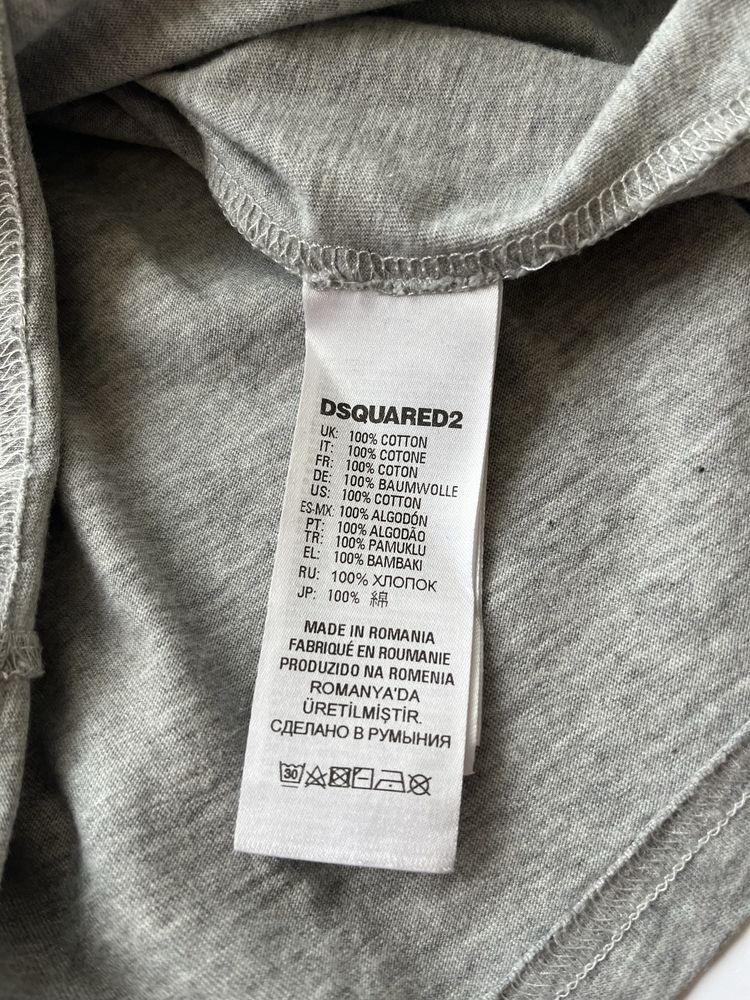 DSQUARED2
UK: 100% COTTON
IT: 100% COTONE
FR: 100% COTON
DE: 100% BAUMWOLLE
US: 100% COTTON
ES-MX: 100% ALGODÓN
PT: 100% ALGODÃO
TR: 100% PAMUKLU
EL: 100% BAMBAKI
RU: 100% ХЛОПОК
JP: 100% 綿
MADE IN ROMANIA
FABRIQUÉ EN ROUMANIE
PRODUZIDO NA ROMENIA
ROMANYA'DA
ÜRETİLMİŞTİR.
СДЕЛАНО В РУМЫНИЯ
30